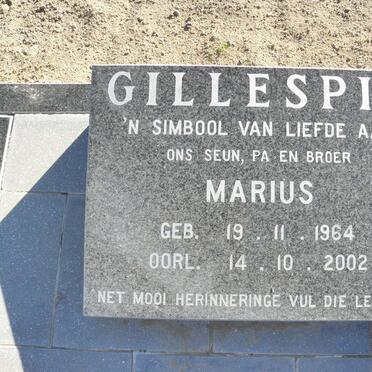 GILLESPI
'N SIMBOOL VAN LIEFDE A
ONS SEUN, PA EN BROER
MARIUS
GEB. 19 . 11 . 1964
OORL. 14 . 10 . 2002
NET MOOI HERINNERINGE VUL DIE LE